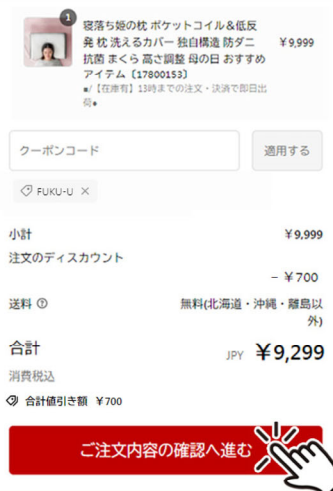 1
寝落ち姫の枕 ポケットコイル＆低反
発 枕 洗えるカバー 独自構造 防ダニ
抗菌 まくら 高さ調整 母の日 おすすめ
アイテム〔17800153〕
■/【在庫有】13時までの注文・決済で即日出
荷●
￥9,999
クーポンコード
適用する
FUKU-U ×
小計 ￥9,999
注文のディスカウント
− ￥700
送料 無料(北海道・沖縄・離島以
外)
合計 JPY ￥9,299
消費税込
合計値引き額 ￥700
ご注文内容の確認へ進む